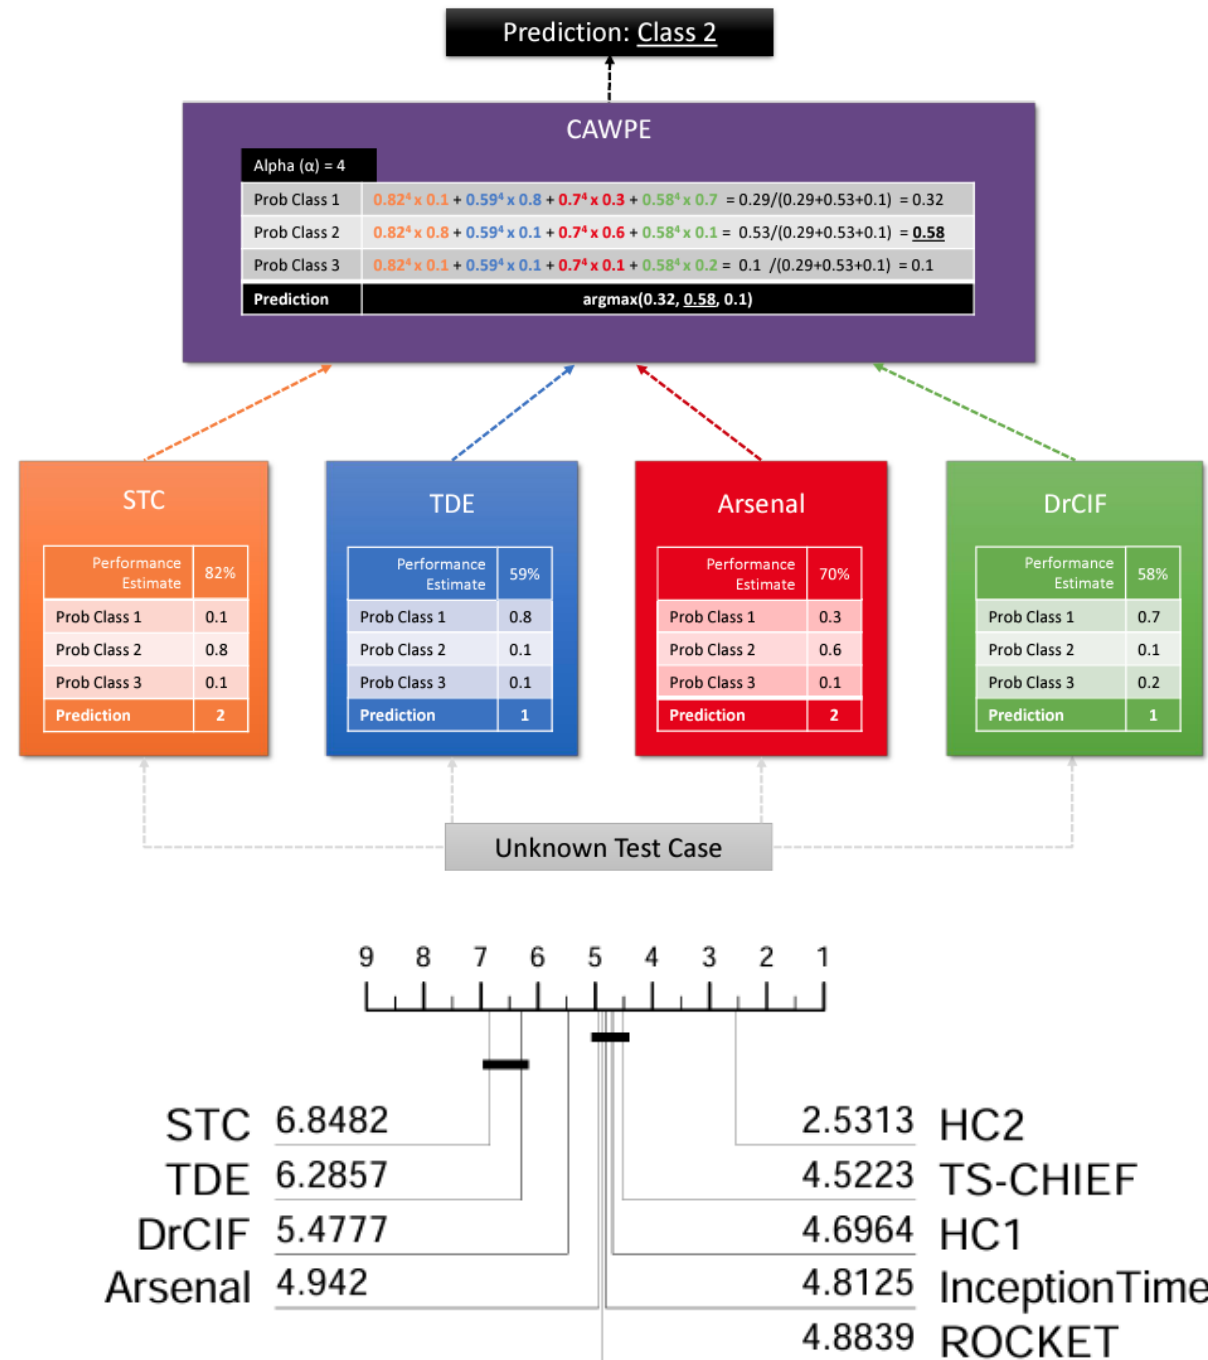 Prediction: Class 2
CAWPE
Alpha (α) = 4
Prob Class 1 0.82⁴ x 0.1 + 0.59⁴ x 0.8 + 0.7⁴ x 0.3 + 0.58⁴ x 0.7 = 0.29/(0.29+0.53+0.1) = 0.32
Prob Class 2 0.82⁴ x 0.8 + 0.59⁴ x 0.1 + 0.7⁴ x 0.6 + 0.58⁴ x 0.1 = 0.53/(0.29+0.53+0.1) = 0.58
Prob Class 3 0.82⁴ x 0.1 + 0.59⁴ x 0.1 + 0.7⁴ x 0.1 + 0.58⁴ x 0.2 = 0.1 /(0.29+0.53+0.1) = 0.1
Prediction argmax(0.32, 0.58, 0.1)
STC
Performance
Estimate 82%
Prob Class 1 0.1
Prob Class 2 0.8
Prob Class 3 0.1
Prediction 2
TDE
Performance
Estimate 59%
Prob Class 1 0.8
Prob Class 2 0.1
Prob Class 3 0.1
Prediction 1
Arsenal
Performance
Estimate 70%
Prob Class 1 0.3
Prob Class 2 0.6
Prob Class 3 0.1
Prediction 2
DrCIF
Performance
Estimate 58%
Prob Class 1 0.7
Prob Class 2 0.1
Prob Class 3 0.2
Prediction 1
Unknown Test Case
9 8 7 6 5 4 3 2 1
STC 6.8482
TDE 6.2857
DrCIF 5.4777
Arsenal 4.942
2.5313 HC2
4.5223 TS-CHIEF
4.6964 HC1
4.8125 InceptionTime
4.8839 ROCKET